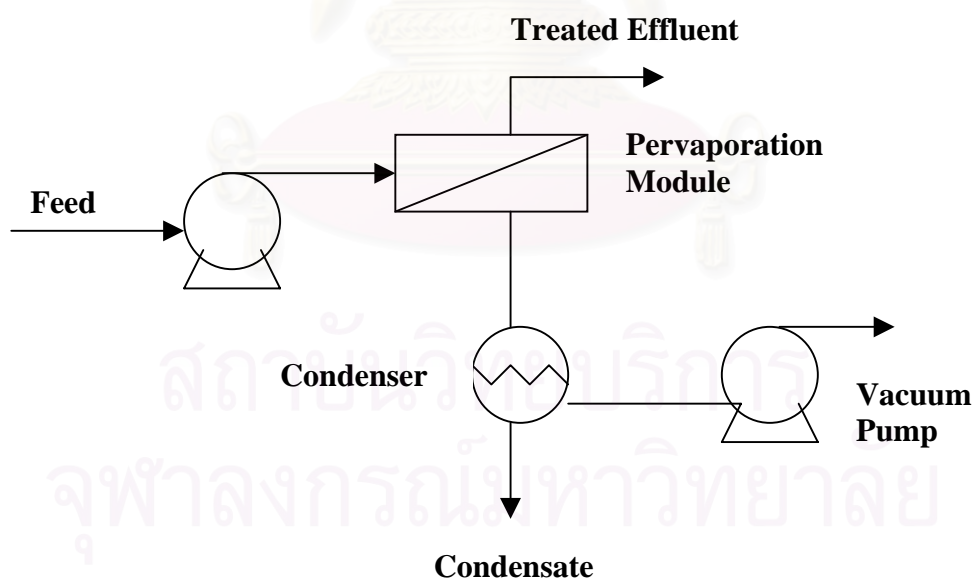 Treated Effluent
Pervaporation
Module
Feed
Condenser
Vacuum
Pump
Condensate
สถาบันวิทยบริการ
จุฬาลงกรณ์มหาวิทยาลัย